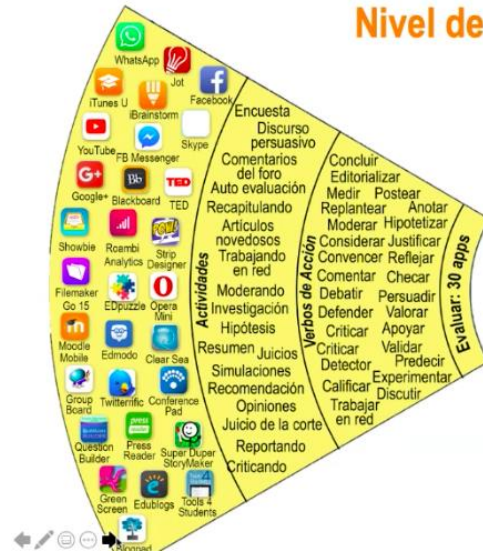 Nivel de
WhatsApp
Jot
iTunes U
iBrainstorm
Facebook
YouTube
FB Messenger
Skype
Google+
Blackboard
TED
Showbie
Rcambi
Analytics
Strip
Designer
Filemaker
Go 15
EDpuzzle
Opera
Mini
Moodle
Mobile
Edmodo
Clear Sea
Group
Board
Twiterrific
Conference
Pad
Question
Builder
Press
Reader
Super Duper
StoryMaker
Green
Screen
Edublogs
Tools 4
Students
Blogpad
Actividades
Encuesta
Discurso
persuasivo
Comentarios
del foro
Auto evaluación
Recapitulando
Artículos
novedosos
Trabajando
en red
Moderando
Investigación
Hipótesis
Resumen Juicios
Simulaciones
Recomendación
Opiniones
Juicio de la corte
Reportando
Criticando
Verbos de Acción
Concluir
Editorializar
Medir Postear
Replantear Anotar
Moderar Hipotetizar
Considerar Justificar
Convencer Reflejar
Comentar Checar
Debatir Persuadir
Defender Valorar
Criticar Apoyar
Criticar Validar
Detector Predecir
Experimentar
Calificar Discutir
Trabajar
en red
Evaluar: 30 apps